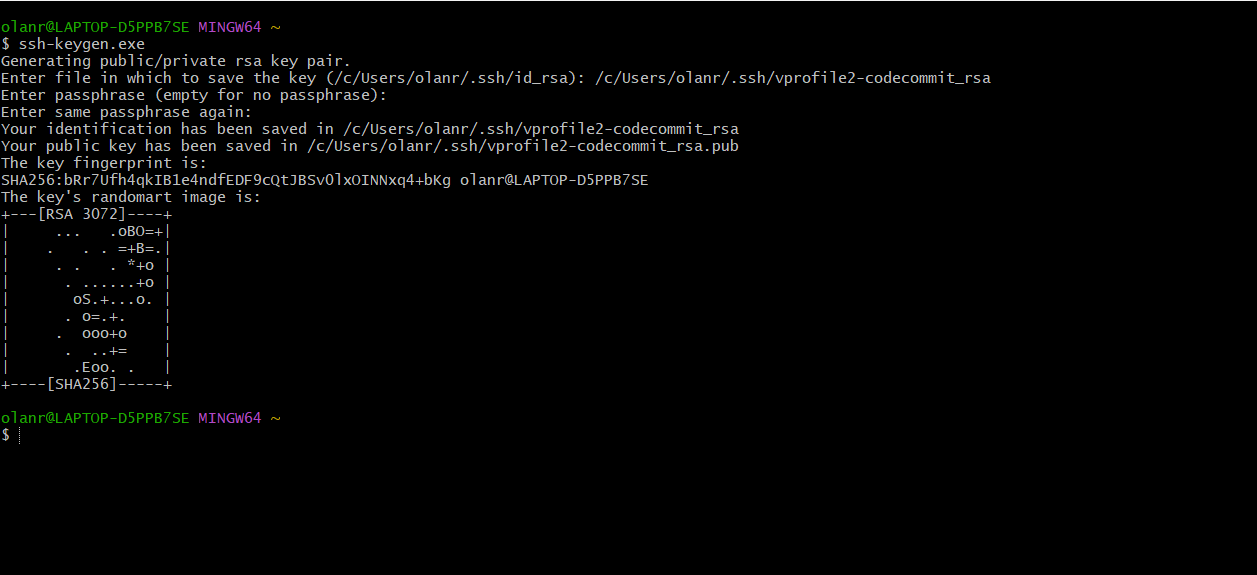 olanr@LAPTOP-D5PPB7SE MINGW64 ~
$ ssh-keygen.exe
Generating public/private rsa key pair.
Enter file in which to save the key (/c/Users/olanr/.ssh/id_rsa): /c/Users/olanr/.ssh/vprofile2-codecommit_rsa
Enter passphrase (empty for no passphrase):
Enter same passphrase again:
Your identification has been saved in /c/Users/olanr/.ssh/vprofile2-codecommit_rsa
Your public key has been saved in /c/Users/olanr/.ssh/vprofile2-codecommit_rsa.pub
The key fingerprint is:
SHA256:bRr7Ufh4qkIB1e4ndfEDF9cQtJBSv0lxOINNxq4+bKg olanr@LAPTOP-D5PPB7SE
The key's randomart image is:
+---[RSA 3072]----+
|     ...   .oBO=+|
|    .   . . =+B=.|
|     . .   . *+o |
|      . ......+o |
|       oS.+...o. |
|      . o=.+.    |
|     .  ooo+o    |
|      .  ..+=    |
|       .Eoo. .   |
+----[SHA256]-----+
olanr@LAPTOP-D5PPB7SE MINGW64 ~
$